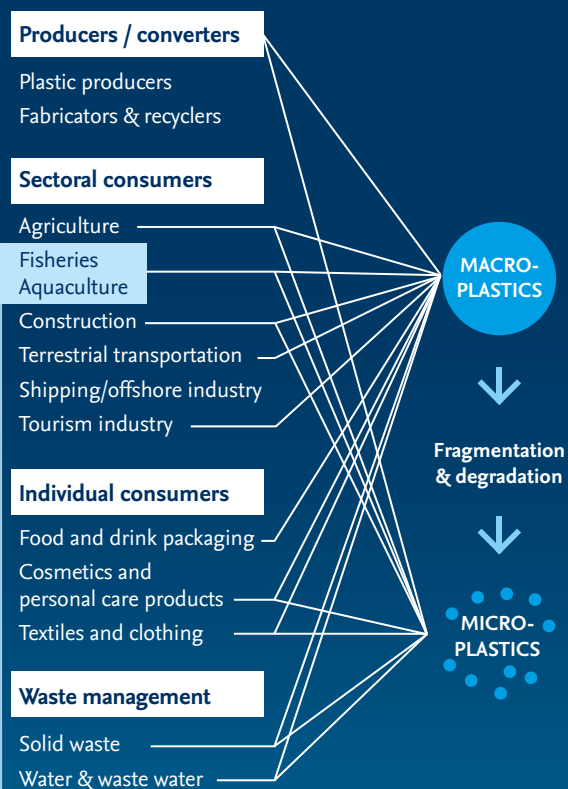 Producers / converters
Plastic producers
Fabricators & recyclers
Sectoral consumers
Agriculture
Fisheries
Aquaculture
Construction
Terrestrial transportation
Shipping/offshore industry
Tourism industry
Individual consumers
Food and drink packaging
Cosmetics and
personal care products
Textiles and clothing
Waste management
Solid waste
Water & waste water
MACRO-
PLASTICS
Fragmentation
& degradation
MICRO-
PLASTICS